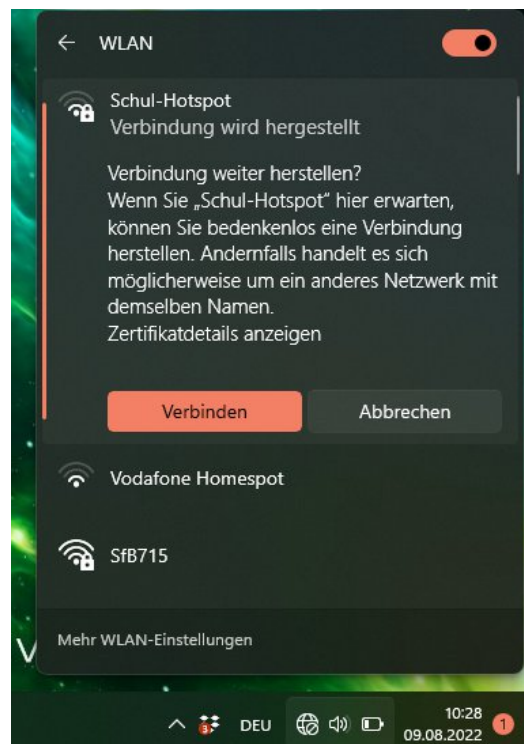 WLAN
Schul-Hotspot
Verbindung wird hergestellt
Verbindung weiter herstellen?
Wenn Sie „Schul-Hotspot“ hier erwarten,
können Sie bedenkenlos eine Verbindung
herstellen. Andernfalls handelt es sich
möglicherweise um ein anderes Netzwerk mit
demselben Namen.
Zertifikatdetails anzeigen
Verbinden Abbrechen
Vodafone Homespot
SfB715
Mehr WLAN-Einstellungen
V
3 DEU 10:28 1
09.08.2022